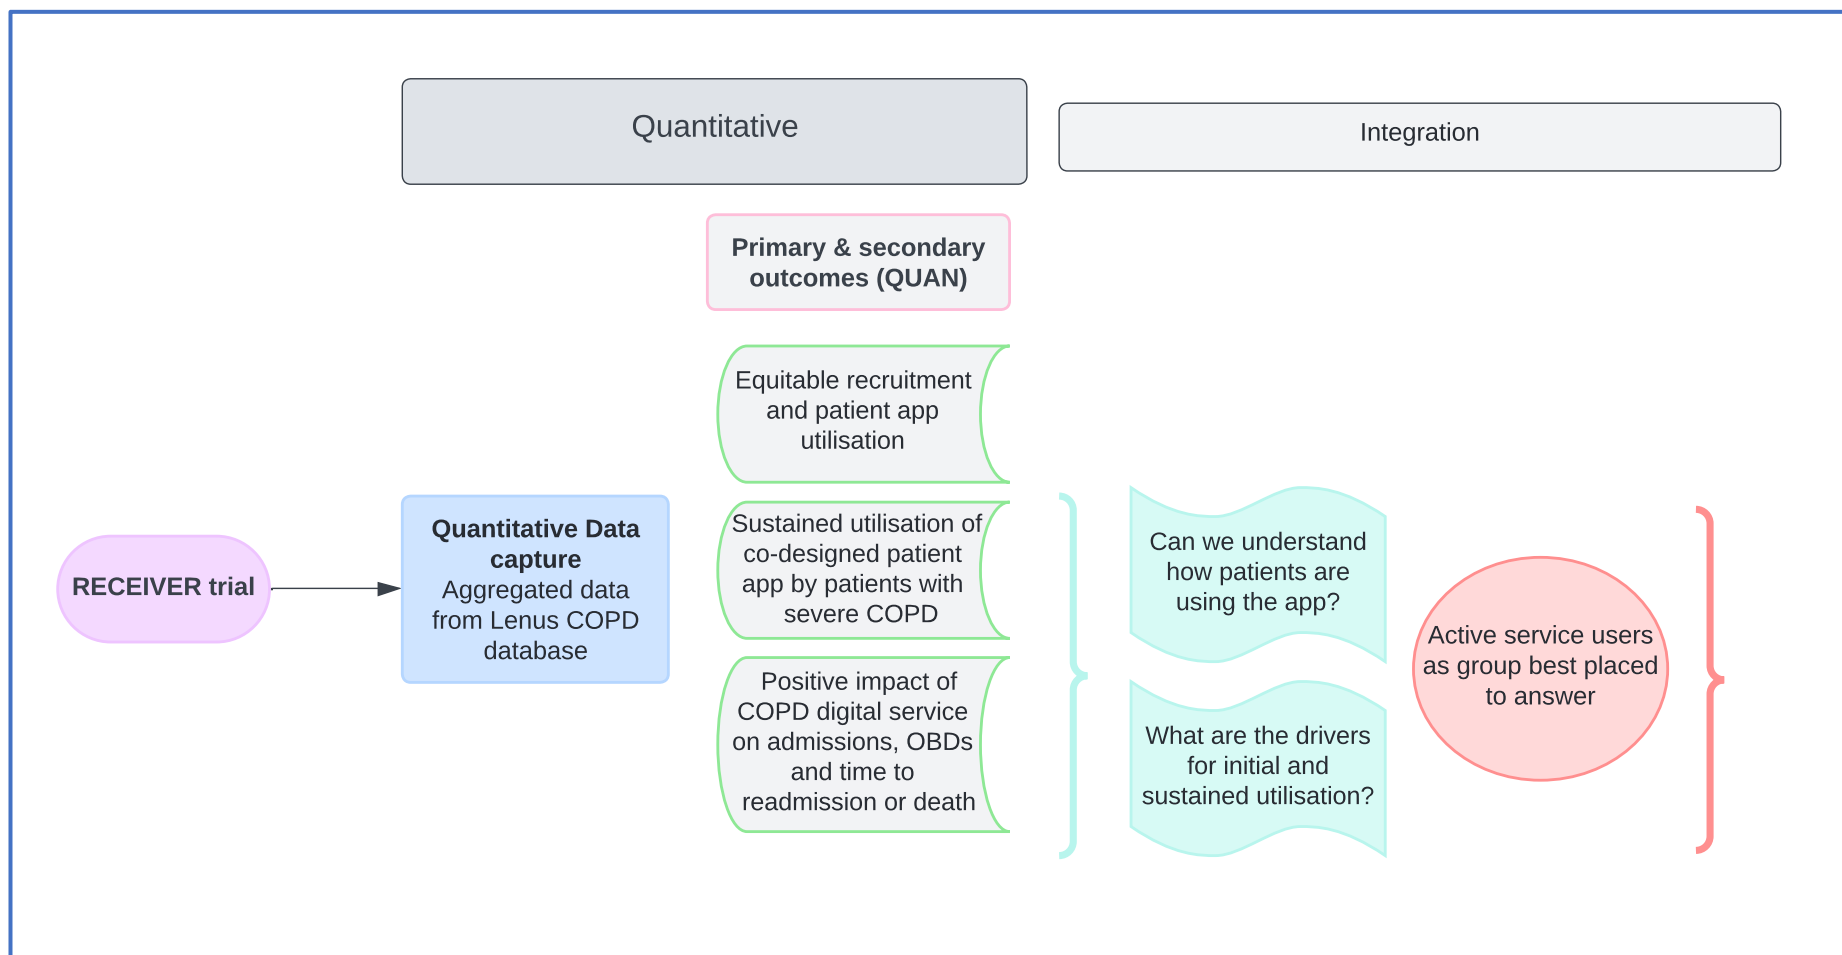 Quantitative
Integration
Primary & secondary
outcomes (QUAN)
Equitable recruitment
and patient app
utilisation
RECEIVER trial
Quantitative Data
capture
Aggregated data
from Lenus COPD
database
Sustained utilisation of
co-designed patient
app by patients with
severe COPD
Positive impact of
COPD digital service
on admissions, OBDs
and time to
readmission or death
Can we understand
how patients are
using the app?
What are the drivers
for initial and
sustained utilisation?
Active service users
as group best placed
to answer